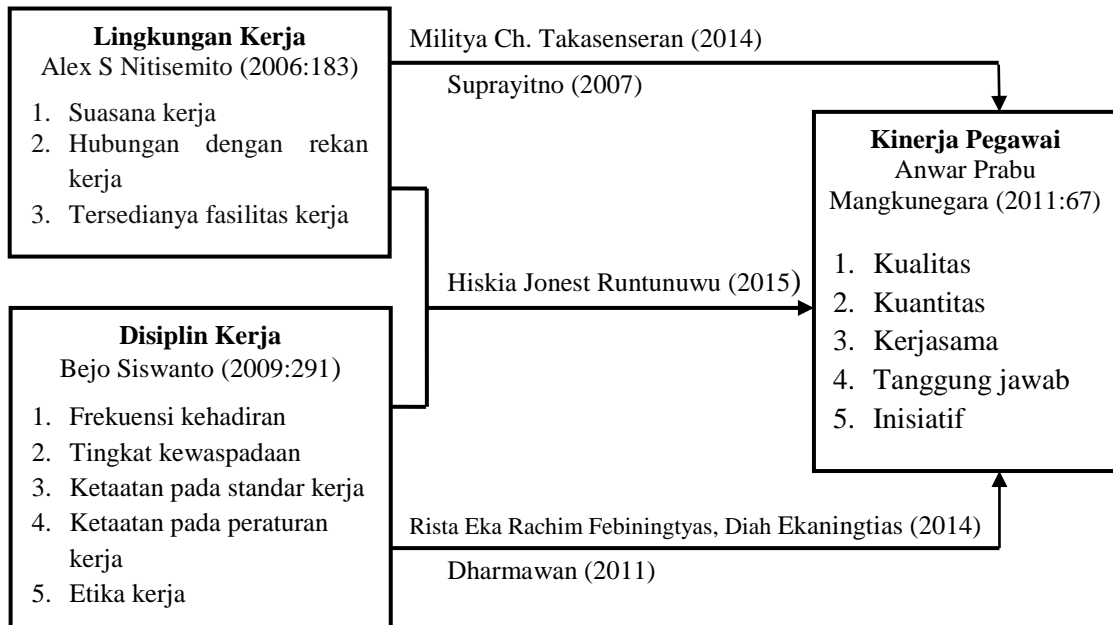 Lingkungan Kerja
Alex S Nitisemito (2006:183)
1. Suasana kerja
2. Hubungan dengan rekan
kerja
3. Tersedianya fasilitas kerja
Militya Ch. Takasenseran (2014)
Suprayitno (2007)
Kinerja Pegawai
Anwar Prabu
Mangkunegara (2011:67)
1. Kualitas
2. Kuantitas
3. Kerjasama
4. Tanggung jawab
5. Inisiatif
Hiskia Jonest Runtunuwu (2015)
Disiplin Kerja
Bejo Siswanto (2009:291)
1. Frekuensi kehadiran
2. Tingkat kewaspadaan
3. Ketaatan pada standar kerja
4. Ketaatan pada peraturan
kerja
5. Etika kerja
Rista Eka Rachim Febiningtyas, Diah Ekaningtias (2014)
Dharmawan (2011)